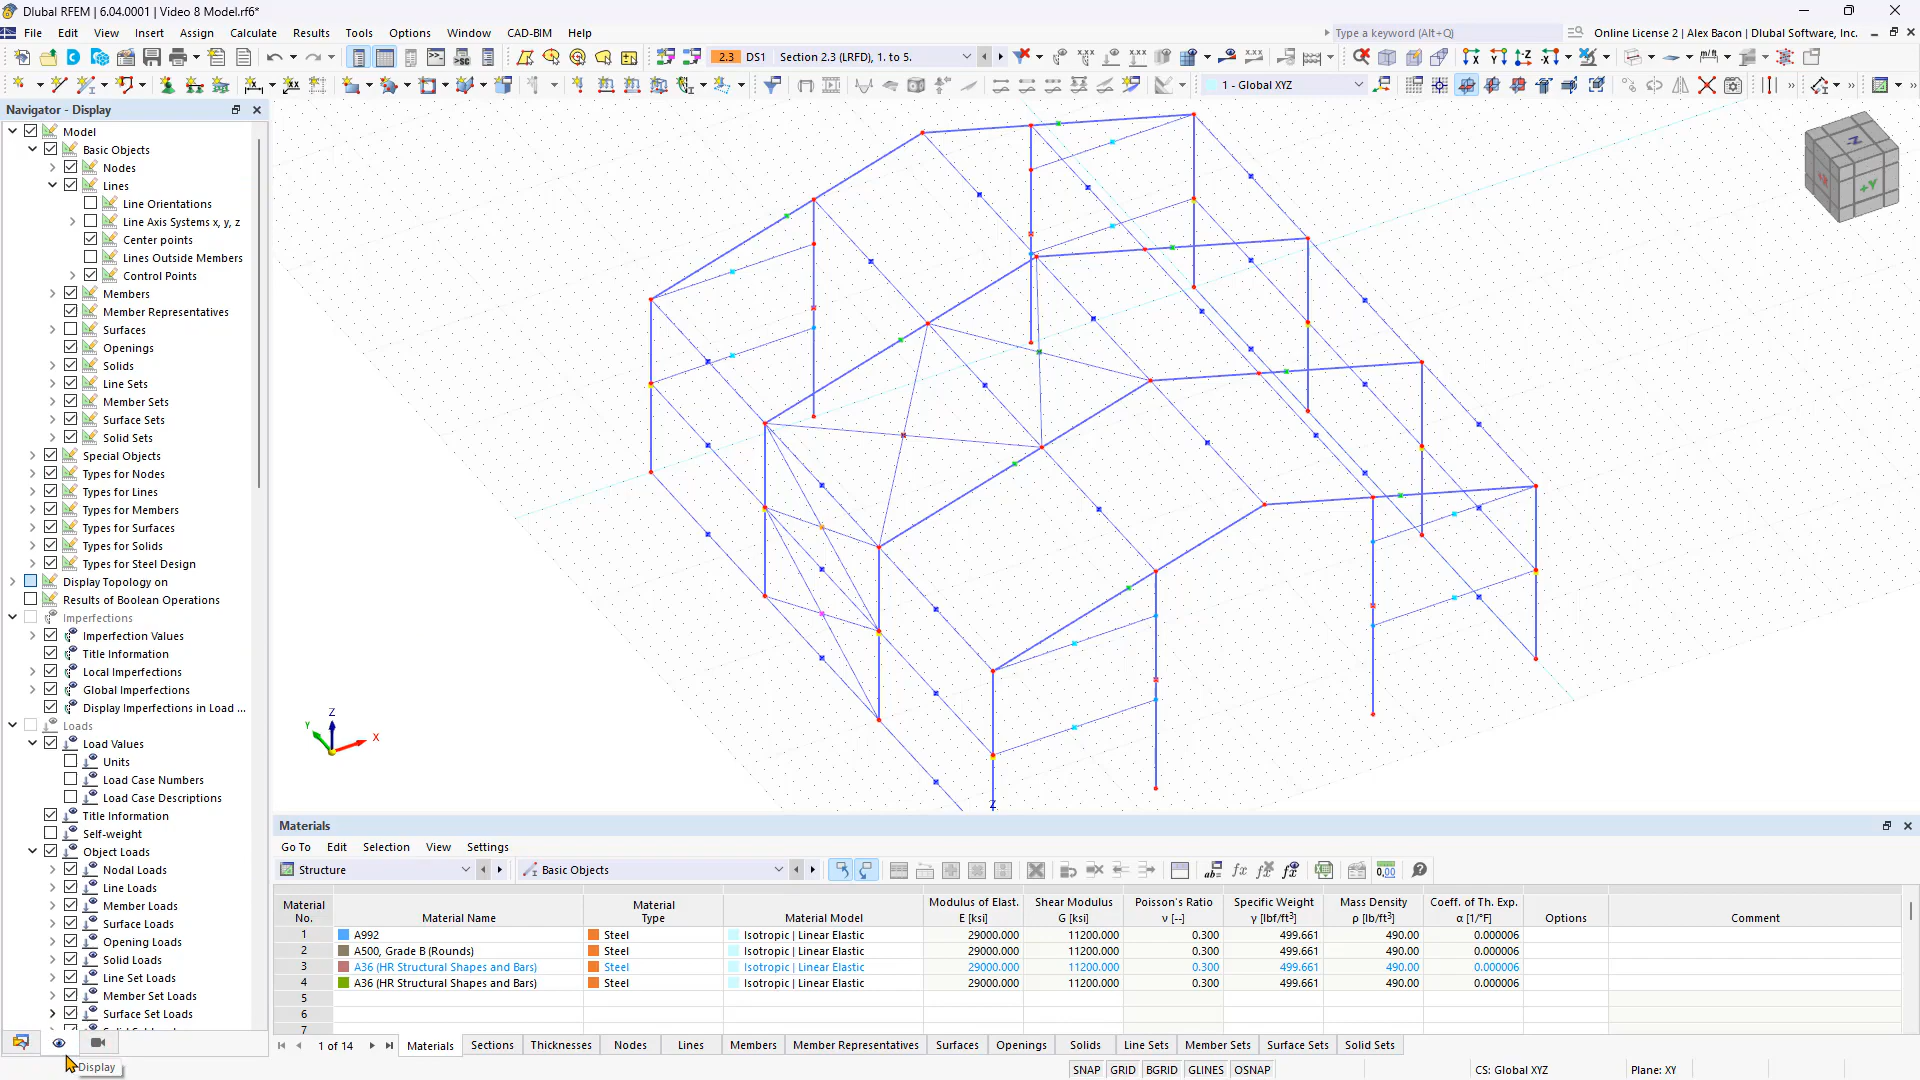 Dlubal RFEM | 6.04.0001 | Video 8 Model.rf6*
File Edit View Insert Assign Calculate Results Tools Options Window CAD-BIM Help
Type a keyword (Alt+Q)
Online License 2 | Alex Bacon | Dlubal Software, Inc.
2.3 DS1 Section 2.3 (LRFD), 1. to 5.
1 - Global XYZ
Navigator - Display
Model
Basic Objects
Nodes
Lines
Line Orientations
Line Axis Systems x, y, z
Center points
Lines Outside Members
Control Points
Members
Member Representatives
Surfaces
Openings
Solids
Line Sets
Member Sets
Surface Sets
Solid Sets
Special Objects
Types for Nodes
Types for Lines
Types for Members
Types for Surfaces
Types for Solids
Types for Steel Design
Display Topology on
Results of Boolean Operations
Imperfections
Imperfection Values
Title Information
Local Imperfections
Global Imperfections
Display Imperfections in Load ...
Loads
Load Values
Units
Load Case Numbers
Load Case Descriptions
Title Information
Self-weight
Object Loads
Nodal Loads
Line Loads
Member Loads
Surface Loads
Opening Loads
Solid Loads
Line Set Loads
Member Set Loads
Surface Set Loads
Display
-Z
+X
+Y
Z
Y
X
Z
Materials
Go To Edit Selection View Settings
Structure
Basic Objects
Material No. Material Name Material Type Material Model Modulus of Elast. E [ksi] Shear Modulus G [ksi] Poisson's Ratio ν [--] Specific Weight γ [lbf/ft³] Mass Density ρ [lb/ft³] Coeff. of Th. Exp. α [1/°F] Options Comment
1 A992 Steel Isotropic | Linear Elastic 29000.000 11200.000 0.300 499.661 490.00 0.000006
2 A500, Grade B (Rounds) Steel Isotropic | Linear Elastic 29000.000 11200.000 0.300 499.661 490.00 0.000006
3 A36 (HR Structural Shapes and Bars) Steel Isotropic | Linear Elastic 29000.000 11200.000 0.300 499.661 490.00 0.000006
4 A36 (HR Structural Shapes and Bars) Steel Isotropic | Linear Elastic 29000.000 11200.000 0.300 499.661 490.00 0.000006
5
6
7
1 of 14 Materials Sections Thicknesses Nodes Lines Members Member Representatives Surfaces Openings Solids Line Sets Member Sets Surface Sets Solid Sets
SNAP GRID BGRID GLINES OSNAP
CS: Global XYZ
Plane: XY